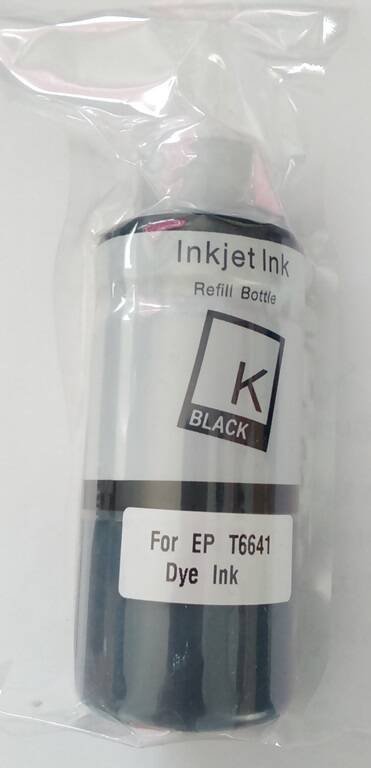 Inkjet Ink
Refill Bottle
K
BLACK
For EP T6641
Dye Ink